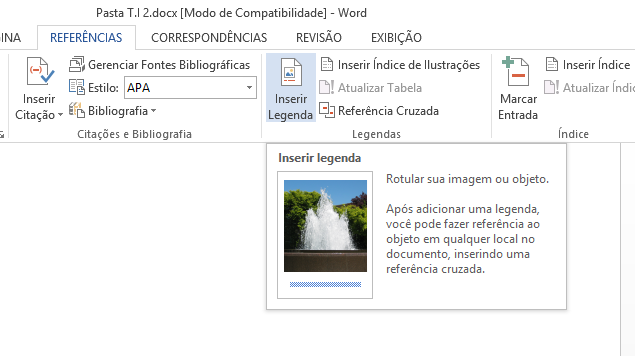 Pasta T.I 2.docx [Modo de Compatibilidade] - Word
INA REFERÊNCIAS CORRESPONDÊNCIAS REVISÃO EXIBIÇÃO
Inserir Citação
Gerenciar Fontes Bibliográficas
Estilo: APA
Bibliografia
Citações e Bibliografia
Inserir Legenda
Inserir Índice de Ilustrações
Atualizar Tabela
Referência Cruzada
Legendas
Marcar Entrada
Inserir Índice
Atualizar Índic
Índice
Inserir legenda
Rotular sua imagem ou objeto.
Após adicionar uma legenda,
você pode fazer referência ao
objeto em qualquer local no
documento, inserindo uma
referência cruzada.